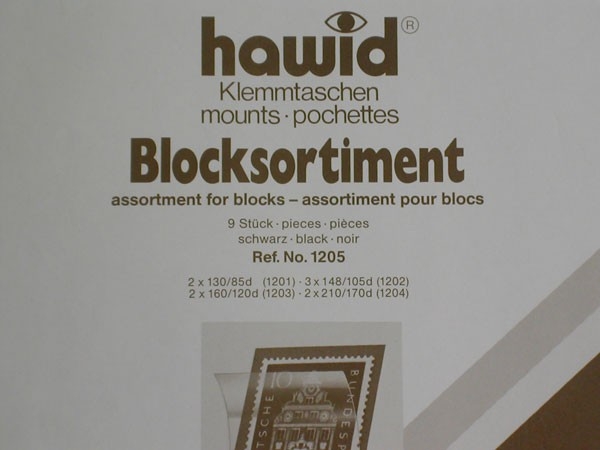 hawid®
Klemmtaschen
mounts · pochettes
Blocksortiment
assortment for blocks – assortiment pour blocs
9 Stück · pieces · pièces
schwarz · black · noir
Ref. No. 1205
2 x 130/85d (1201) · 3 x 148/105d (1202)
2 x 160/120d (1203) · 2 x 210/170d (1204)
10
TSCHE
BUNDESP